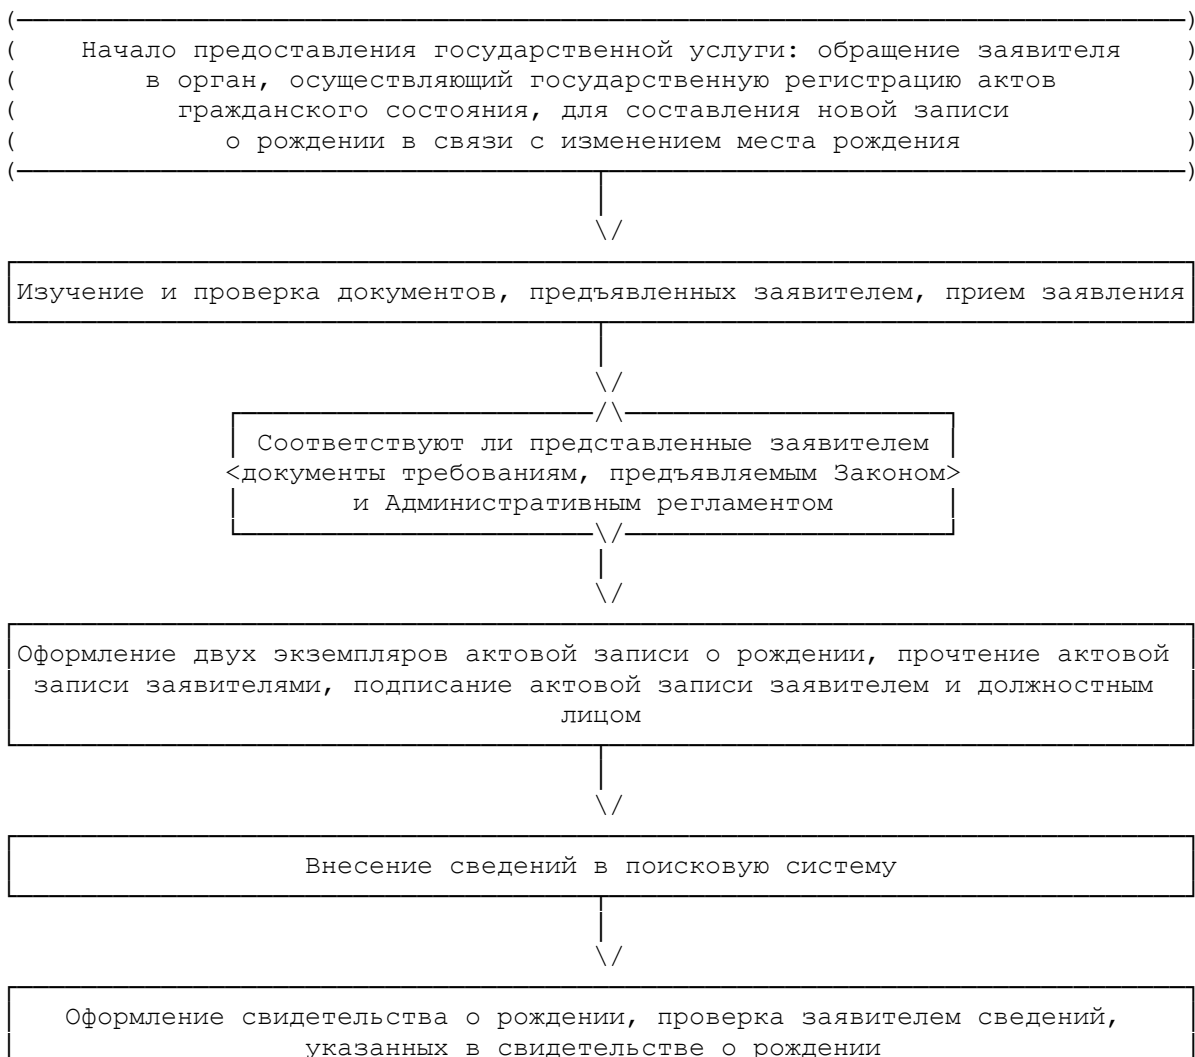 Начало предоставления государственной услуги: обращение заявителя
в орган, осуществляющий государственную регистрацию актов
гражданского состояния, для составления новой записи
о рождении в связи с изменением места рождения
Изучение и проверка документов, предъявленных заявителем, прием заявления
Соответствуют ли представленные заявителем
<документы требованиям, предъявляемым Законом>
и Административным регламентом
Оформление двух экземпляров актовой записи о рождении, прочтение актовой
записи заявителями, подписание актовой записи заявителем и должностным
лицом
Внесение сведений в поисковую систему
Оформление свидетельства о рождении, проверка заявителем сведений,
указанных в свидетельстве о рождении